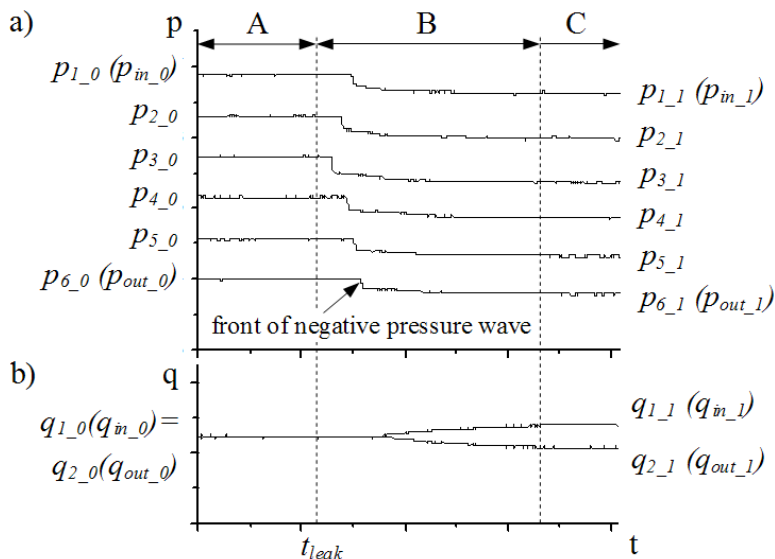 a) p A B C
p1_0 (pin_0)
p1_1 (pin_1)
p2_0
p2_1
p3_0
p3_1
p4_0
p4_1
p5_0
p5_1
p6_0 (pout_0)
p6_1 (pout_1)
front of negative pressure wave
t
b) q
q1_0(qin_0)=
q1_1 (qin_1)
q2_0(qout_0)
q2_1 (qout_1)
tleak
t